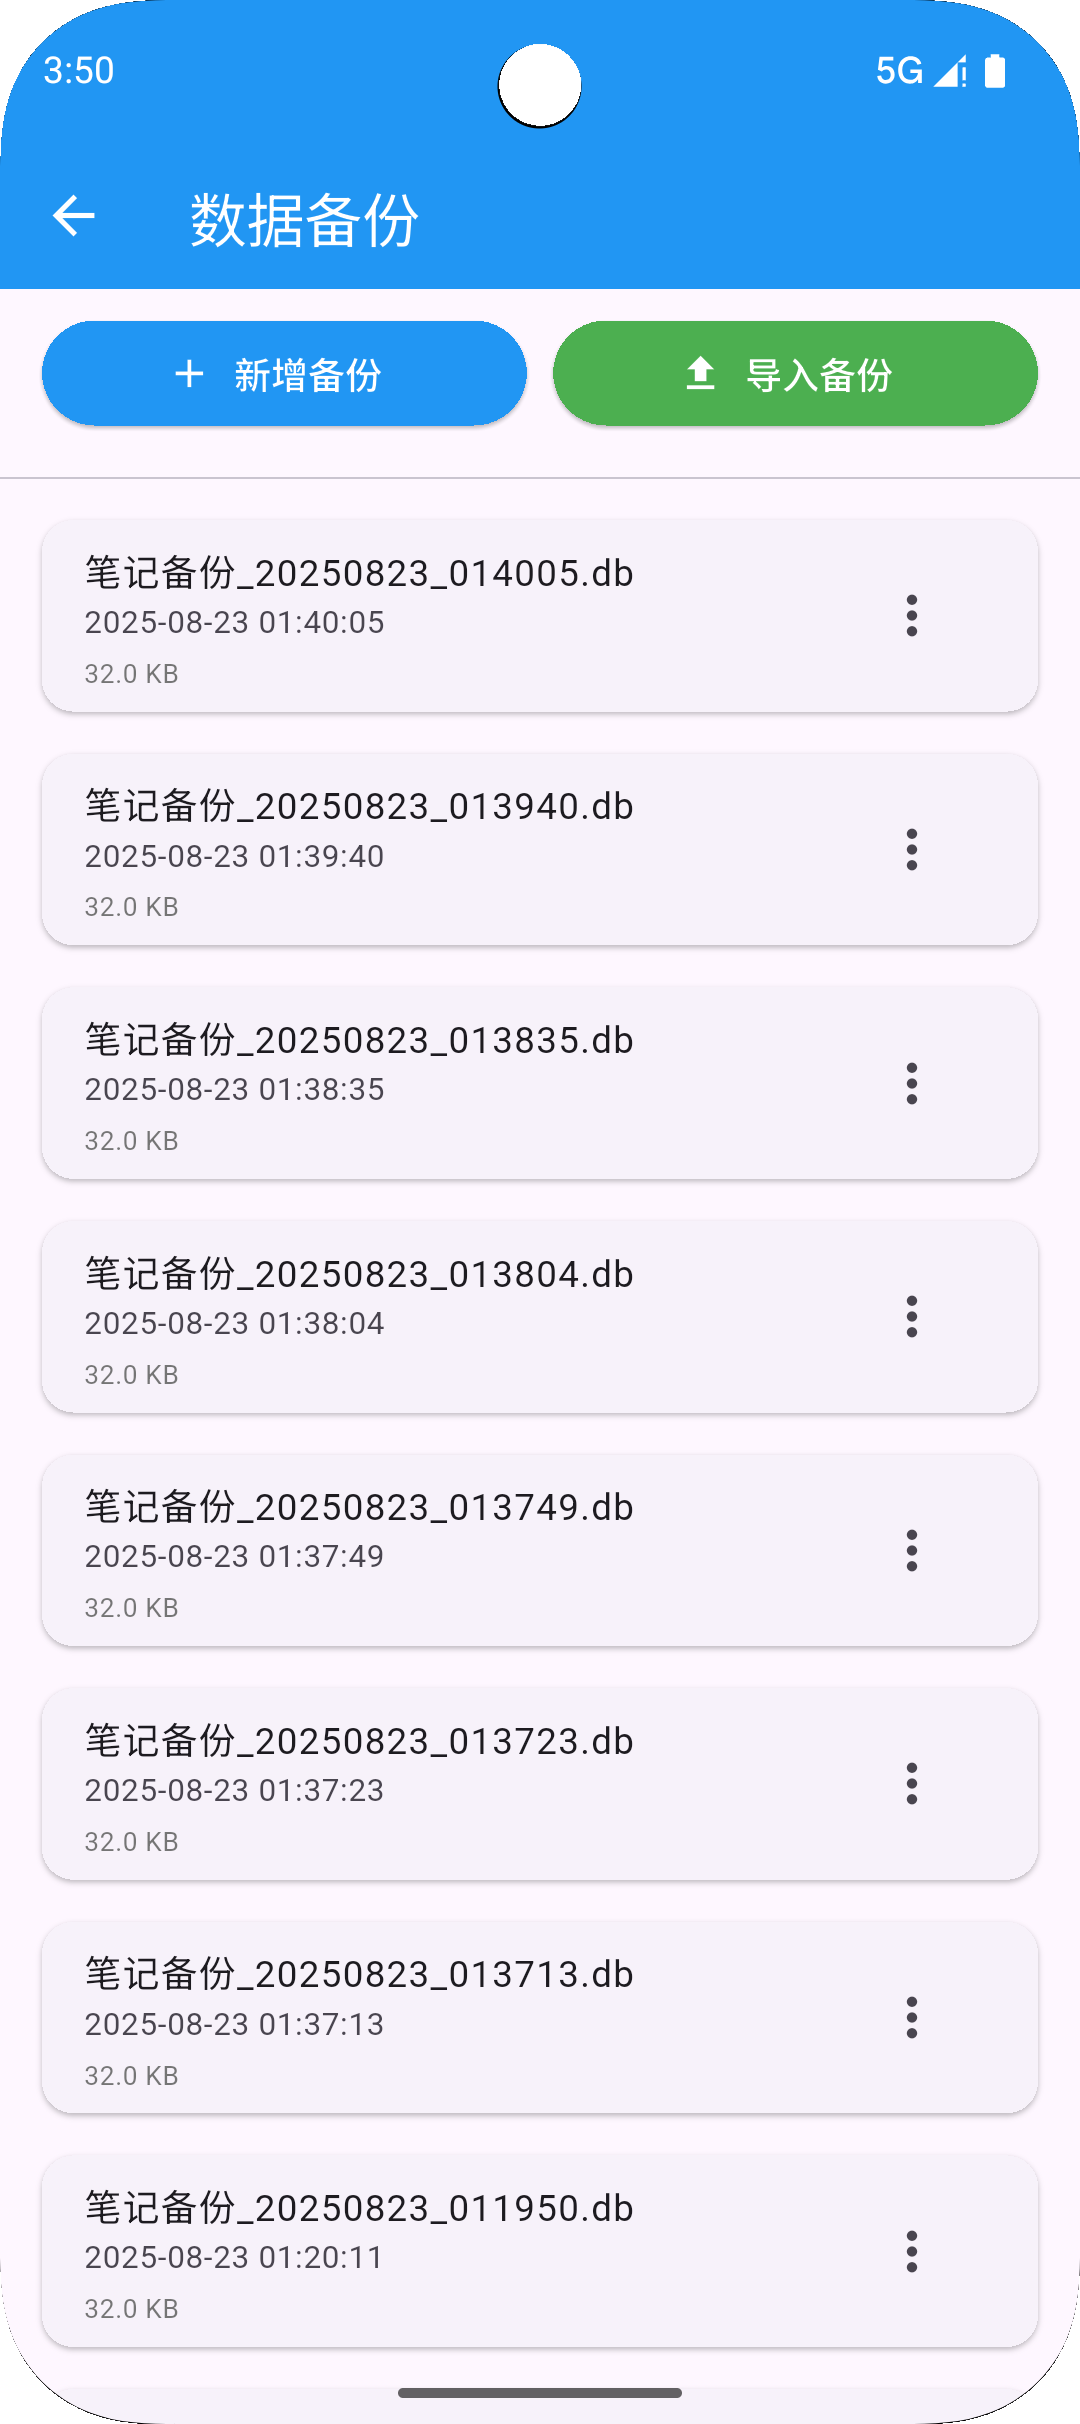 3:50
5G
数据备份
新增备份
导入备份
笔记备份_20250823_014005.db
2025-08-23 01:40:05
32.0 KB
笔记备份_20250823_013940.db
2025-08-23 01:39:40
32.0 KB
笔记备份_20250823_013835.db
2025-08-23 01:38:35
32.0 KB
笔记备份_20250823_013804.db
2025-08-23 01:38:04
32.0 KB
笔记备份_20250823_013749.db
2025-08-23 01:37:49
32.0 KB
笔记备份_20250823_013723.db
2025-08-23 01:37:23
32.0 KB
笔记备份_20250823_013713.db
2025-08-23 01:37:13
32.0 KB
笔记备份_20250823_011950.db
2025-08-23 01:20:11
32.0 KB